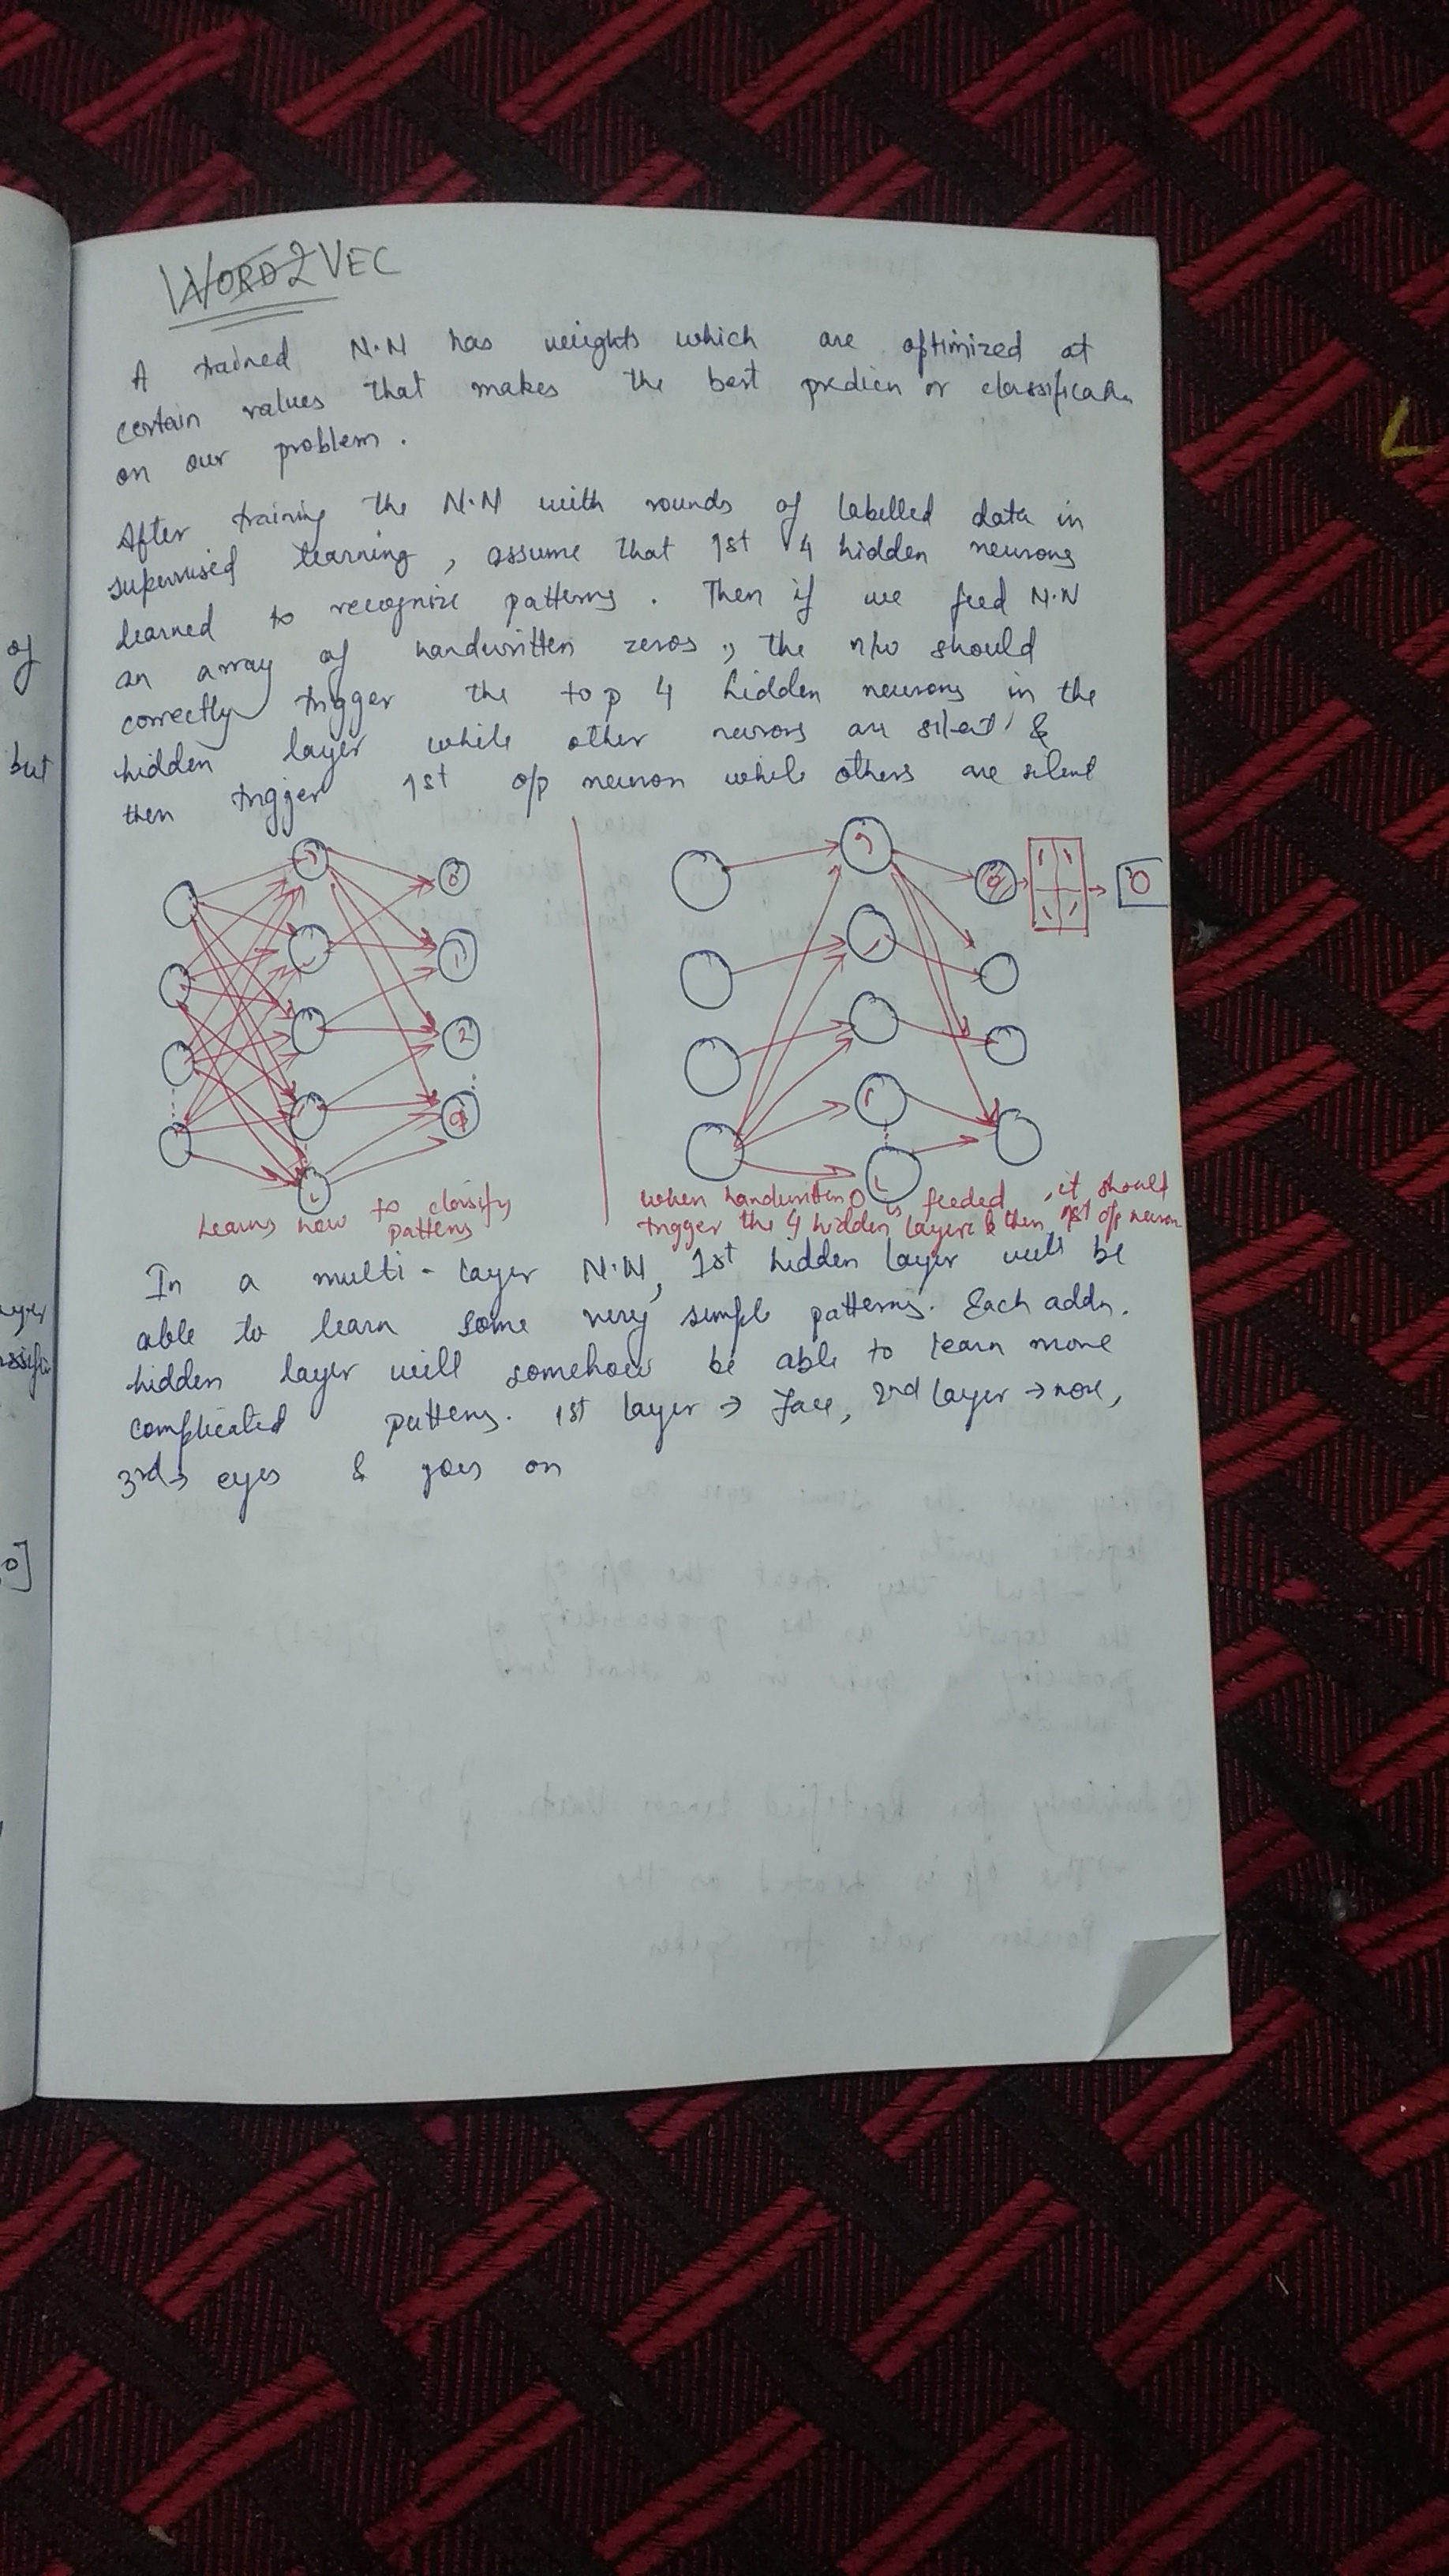 WORD2VEC
A trained N.N has weights which are optimized at
certain values that makes the best predicn or classificatn
on our problem.
After training the N.N with rounds of labelled data in
supervised learning, assume that 1st 4 hidden neurons
learned to recognize patterns. Then if we feed N.N
an array of handwritten zeros, the n/w should
correctly trigger the top 4 hidden neurons in the
hidden layer while other neurons are silent &
then trigger 1st o/p neuron while others are silent
0
1
2
9
0
0
Learns how to classify
patterns
when handwritten 0 is feeded, it should
trigger the 4 hidden layers & then 1st o/p neuron
In a multi-layer N.N, 1st hidden layer will be
able to learn some very simple patterns. Each addn.
hidden layer will somehow be able to learn more
complicated patterns. 1st layer → face, 2nd layer → nose,
3rd → eyes & goes on
of
but
0]